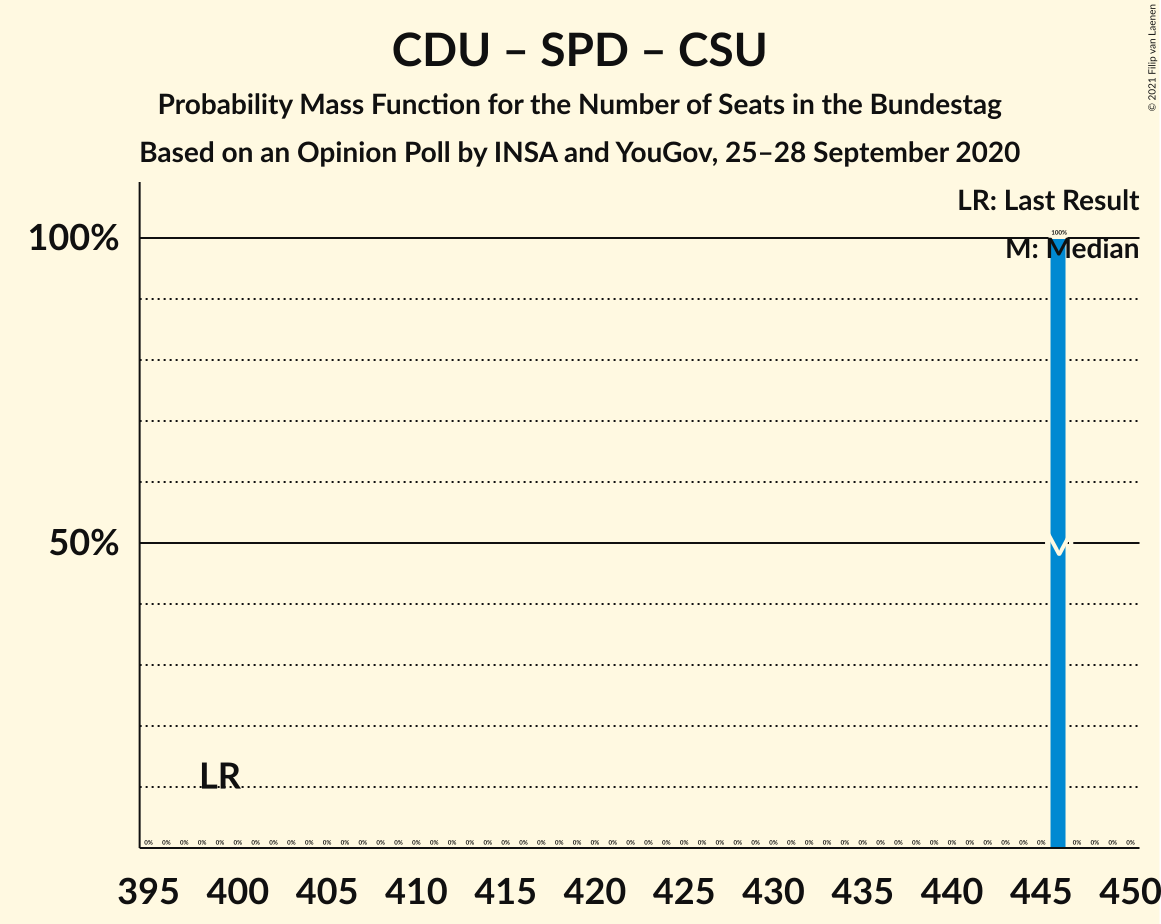 CDU – SPD – CSU
Probability Mass Function for the Number of Seats in the Bundestag
Based on an Opinion Poll by INSA and YouGov, 25–28 September 2020
© 2021 Filip van Laenen
LR: Last Result
M: Median
100%
100%
50%
LR
0% 0% 0% 0% 0% 0% 0% 0% 0% 0% 0% 0% 0% 0% 0% 0% 0% 0% 0% 0% 0% 0% 0% 0% 0% 0% 0% 0% 0% 0% 0% 0% 0% 0% 0% 0% 0% 0% 0% 0% 0% 0% 0% 0% 0% 0% 0% 0% 0% 0% 0% 0% 0% 0% 0%
395 400 405 410 415 420 425 430 435 440 445 450